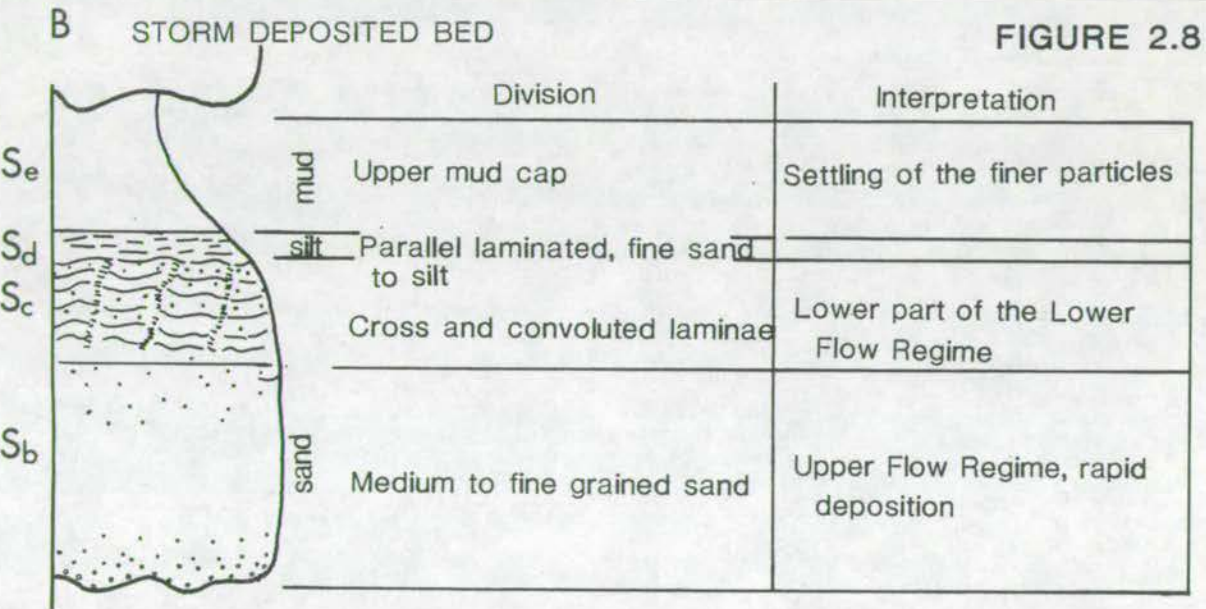 B STORM DEPOSITED BED FIGURE 2.8
Division Interpretation
Se mud Upper mud cap Settling of the finer particles
Sd silt Parallel laminated, fine sand
to silt
Sc Cross and convoluted laminae Lower part of the Lower
Flow Regime
Sb sand Medium to fine grained sand Upper Flow Regime, rapid
deposition